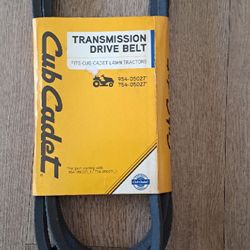 TRANSMISSION
DRIVE BELT
FITS CUB CADET LAWN TRACTORS
954-05027
754-05027
Cub Cadet